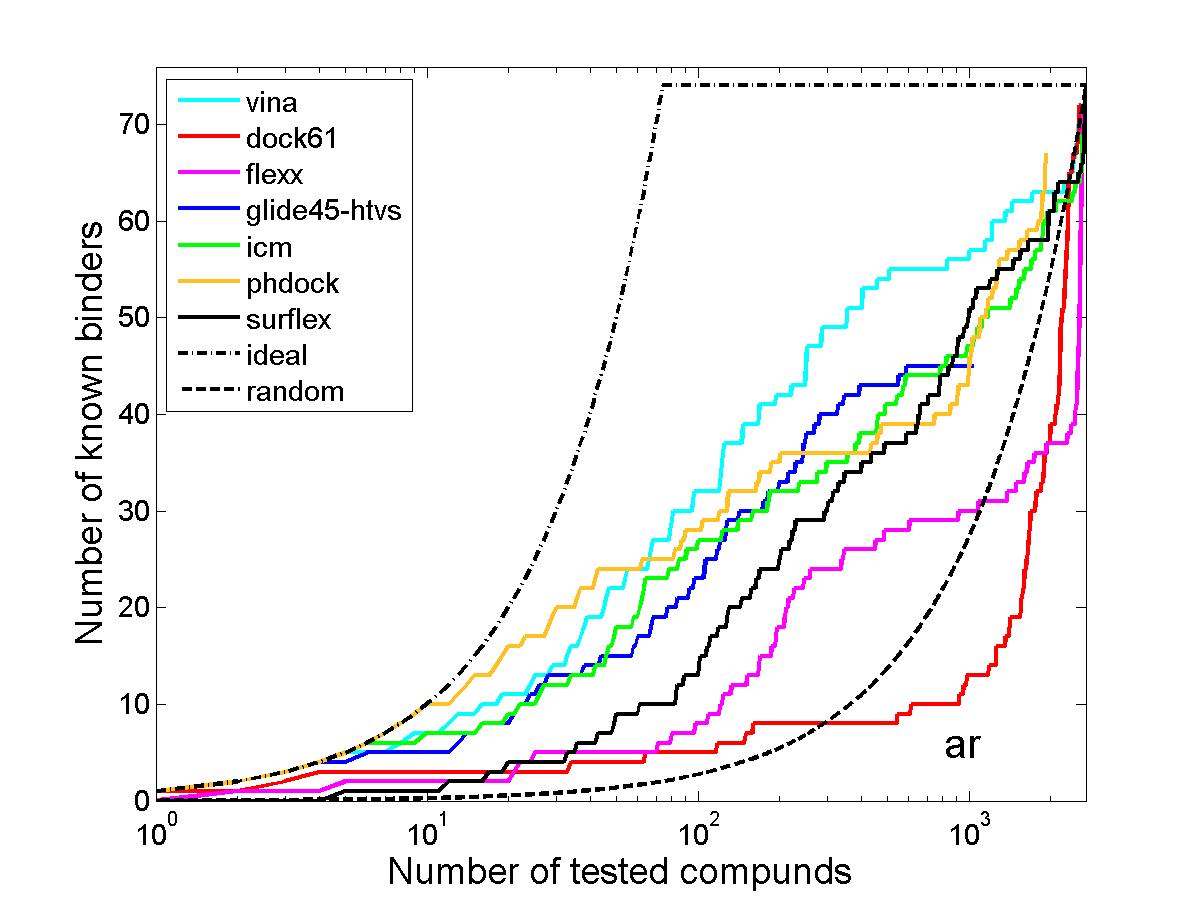 vina
dock61
flexx
glide45-htvs
icm
phdock
surflex
ideal
random
70
60
50
40
30
20
10
0
Number of known binders
ar
10^0 10^1 10^2 10^3
Number of tested compunds